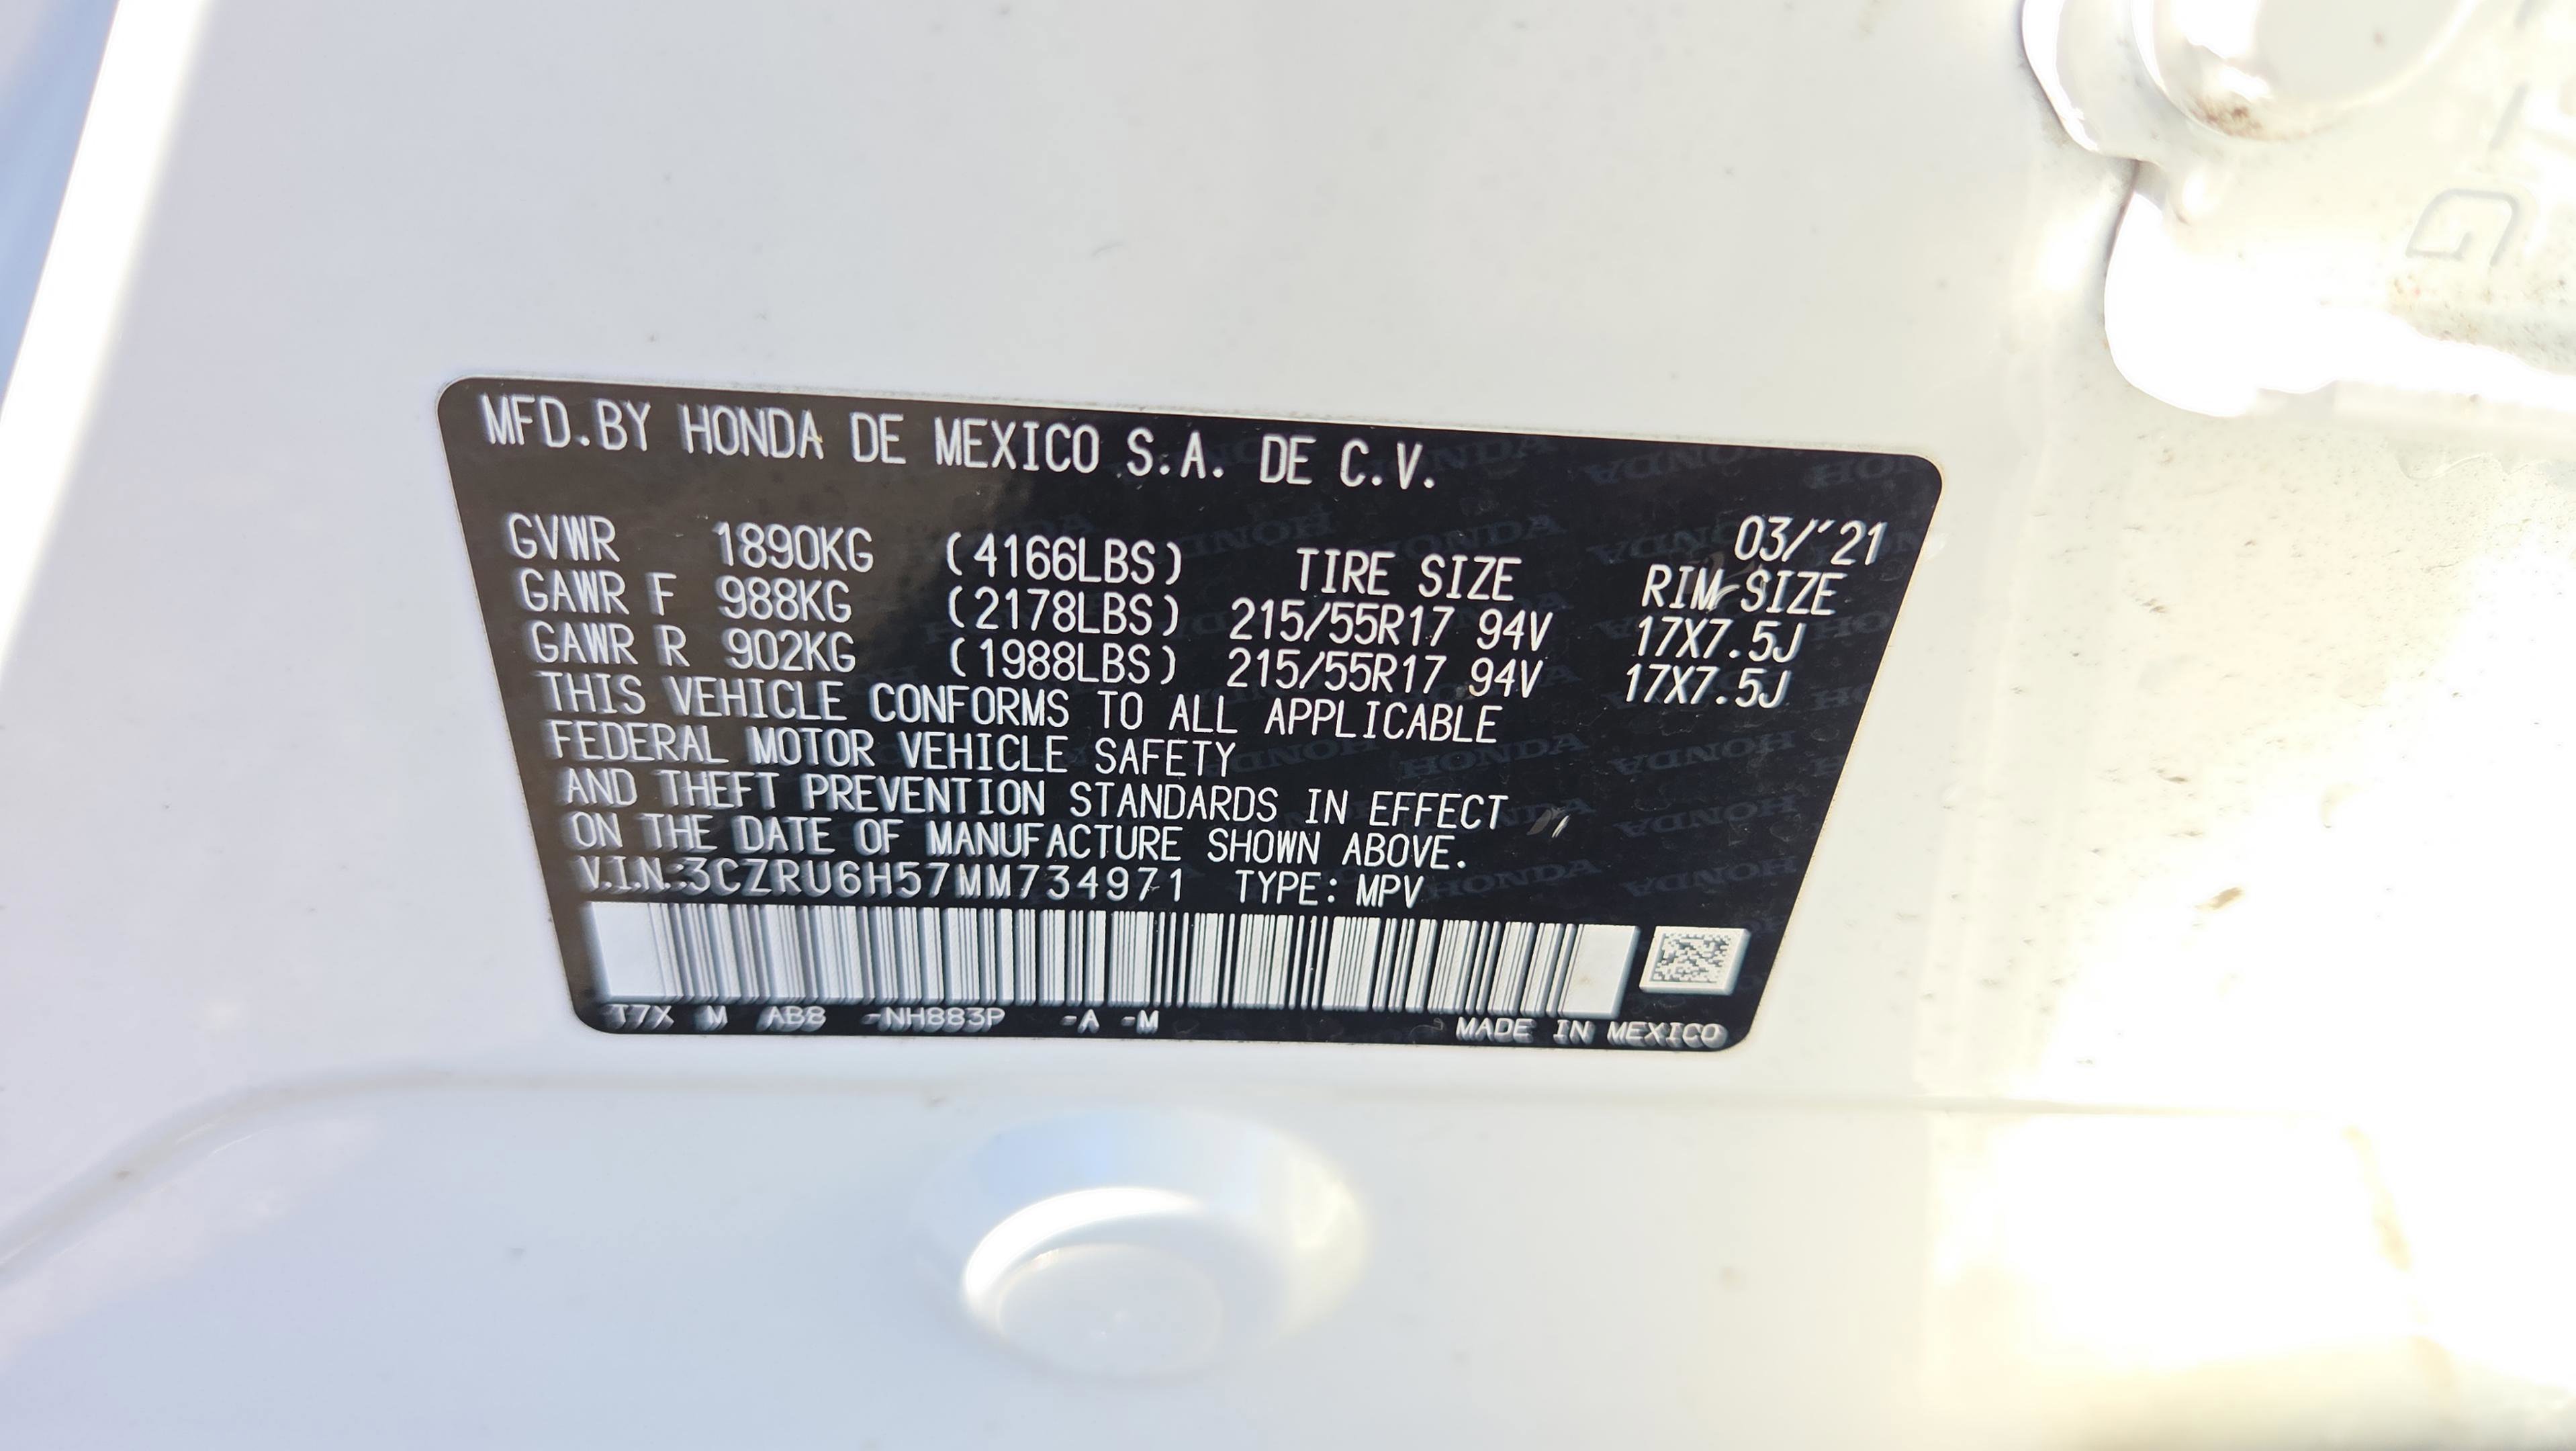 MFD.BY HONDA DE MEXICO S.A. DE C.V.
03/'21
GVWR 1890KG (4166LBS) TIRE SIZE RIM SIZE
GAWR F 988KG (2178LBS) 215/55R17 94V 17X7.5J
GAWR R 902KG (1988LBS) 215/55R17 94V 17X7.5J
THIS VEHICLE CONFORMS TO ALL APPLICABLE
FEDERAL MOTOR VEHICLE SAFETY
AND THEFT PREVENTION STANDARDS IN EFFECT
ON THE DATE OF MANUFACTURE SHOWN ABOVE.
V.I.N.:3CZRU6H57MM734971 TYPE: MPV
T7X M AB8 -NH883P -A -M MADE IN MEXICO